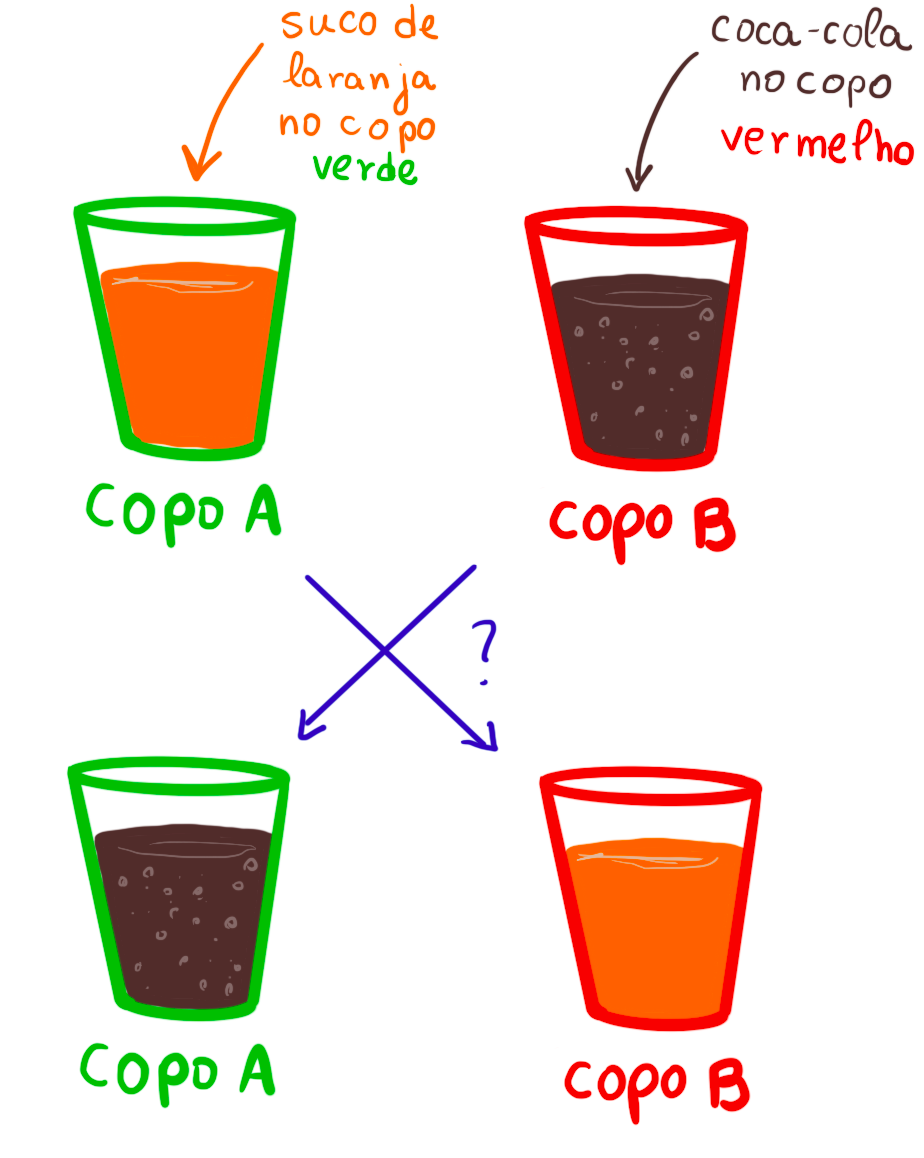 suco de
laranja
no copo
verde
coca-cola
no copo
vermelho
copo A
copo B
?
copo A
copo B